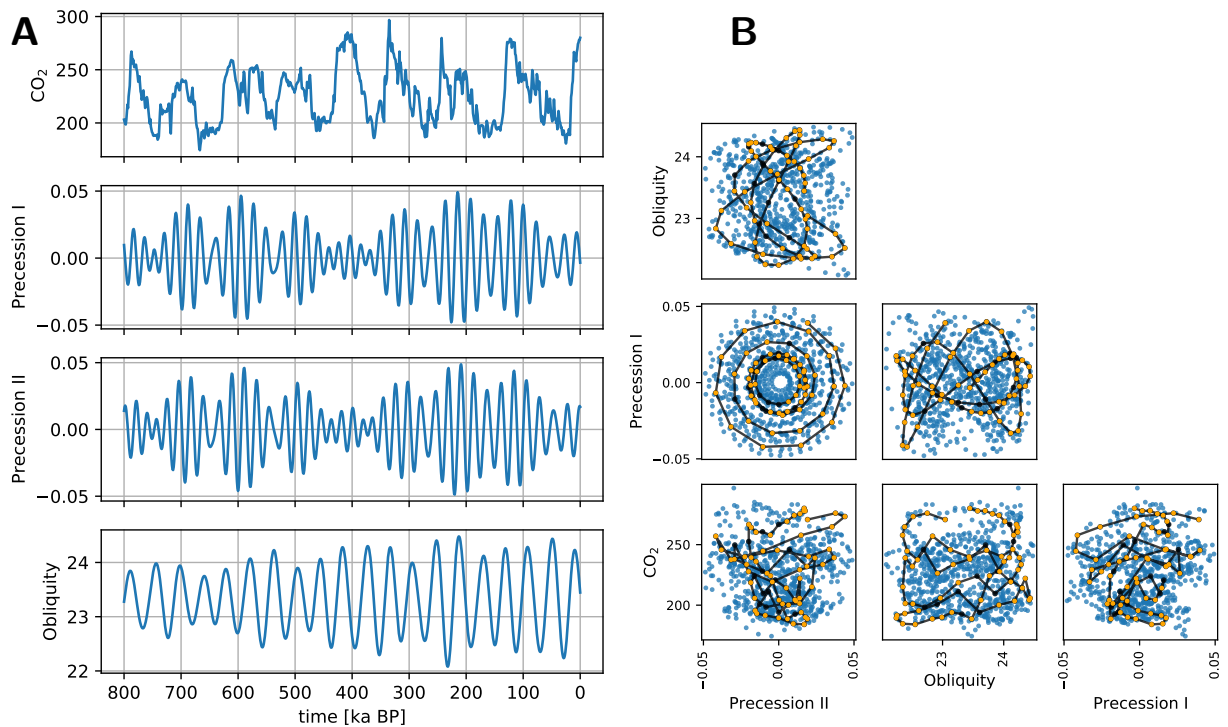 A
B
300
250
200
CO₂
0.05
0.00
−0.05
Precession I
0.05
0.00
−0.05
Precession II
24
23
22
Obliquity
800 700 600 500 400 300 200 100 0
time [ka BP]
24
23
Obliquity
0.05
0.00
−0.05
Precession I
250
200
CO₂
−0.05 0.00 0.05
Precession II
23 24
Obliquity
−0.05 0.00 0.05
Precession I